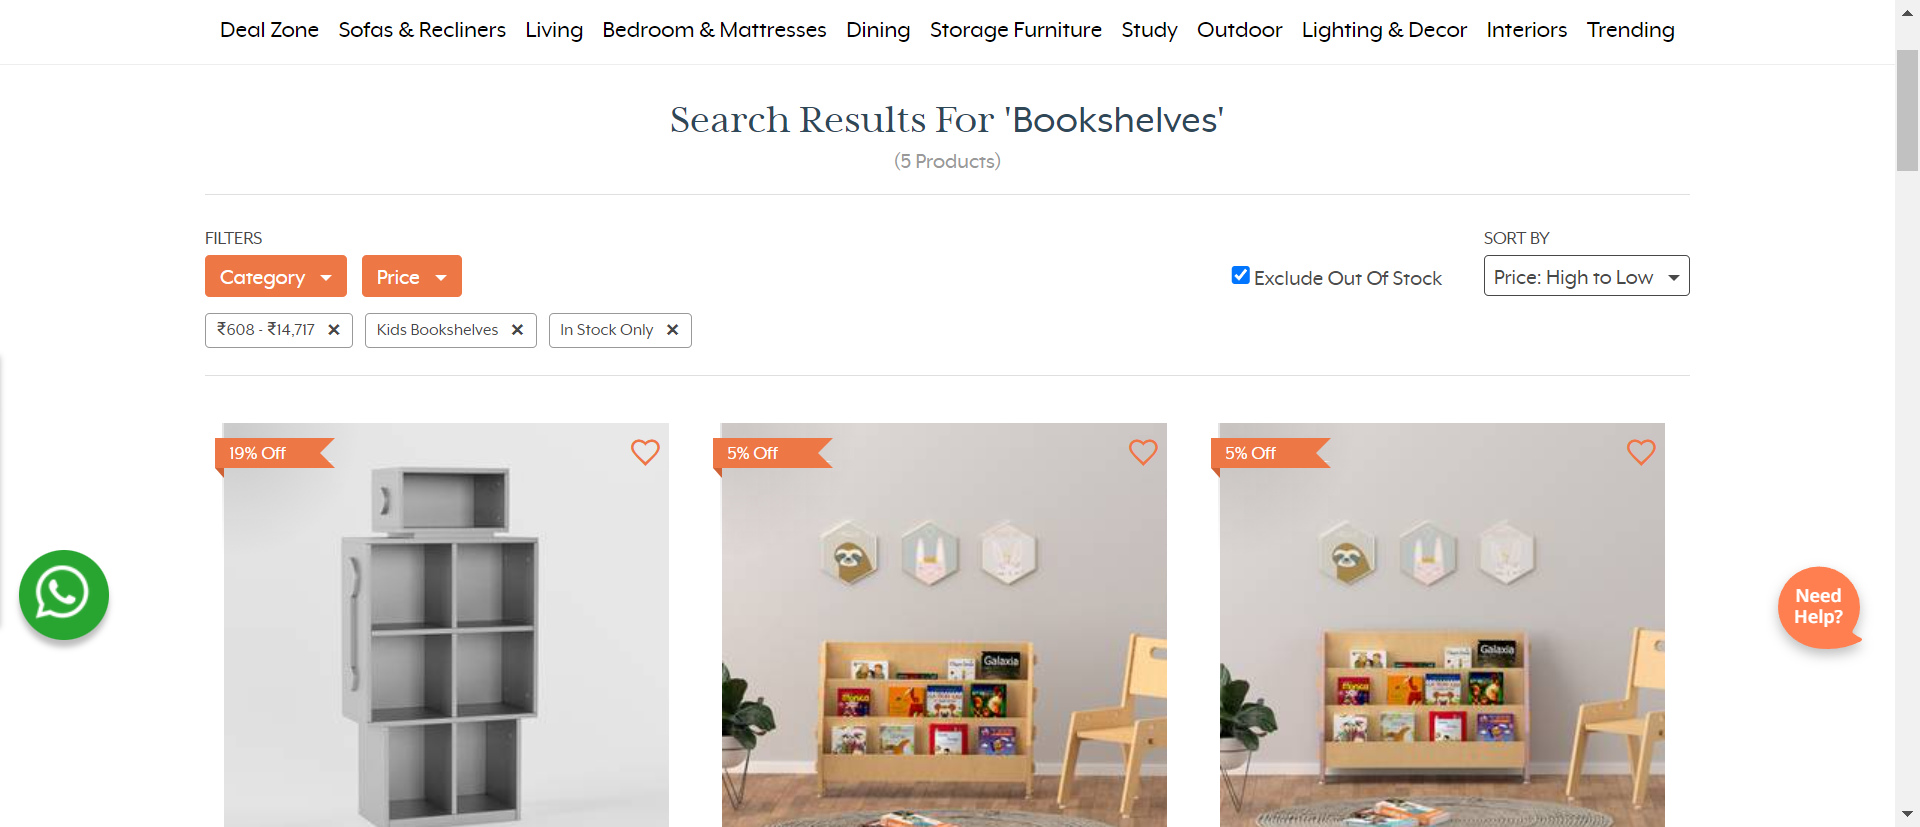 Deal Zone Sofas & Recliners Living Bedroom & Mattresses Dining Storage Furniture Study Outdoor Lighting & Decor Interiors Trending
Search Results For 'Bookshelves'
(5 Products)
FILTERS
SORT BY
Category Price
Exclude Out Of Stock
Price: High to Low
₹608 - ₹14,717 ✕ Kids Bookshelves ✕ In Stock Only ✕
19% Off
5% Off
5% Off
Need
Help?
Galaxia
Galaxia